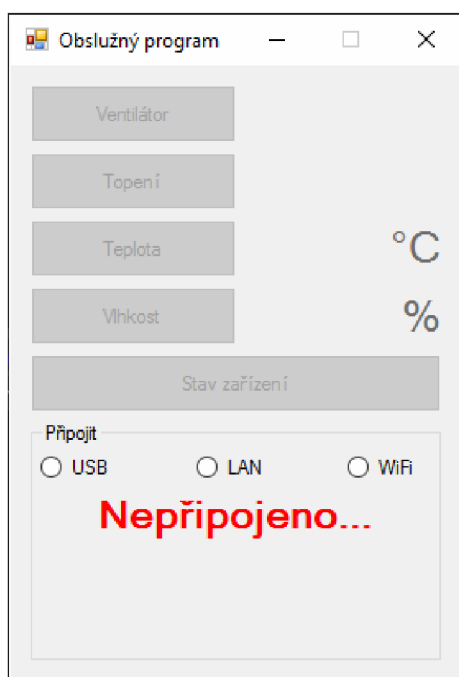 Obslužný program
Ventilátor
Topení
Teplota °C
Vlhkost %
Stav zařízení
Připojit
USB LAN WiFi
Nepřipojeno...